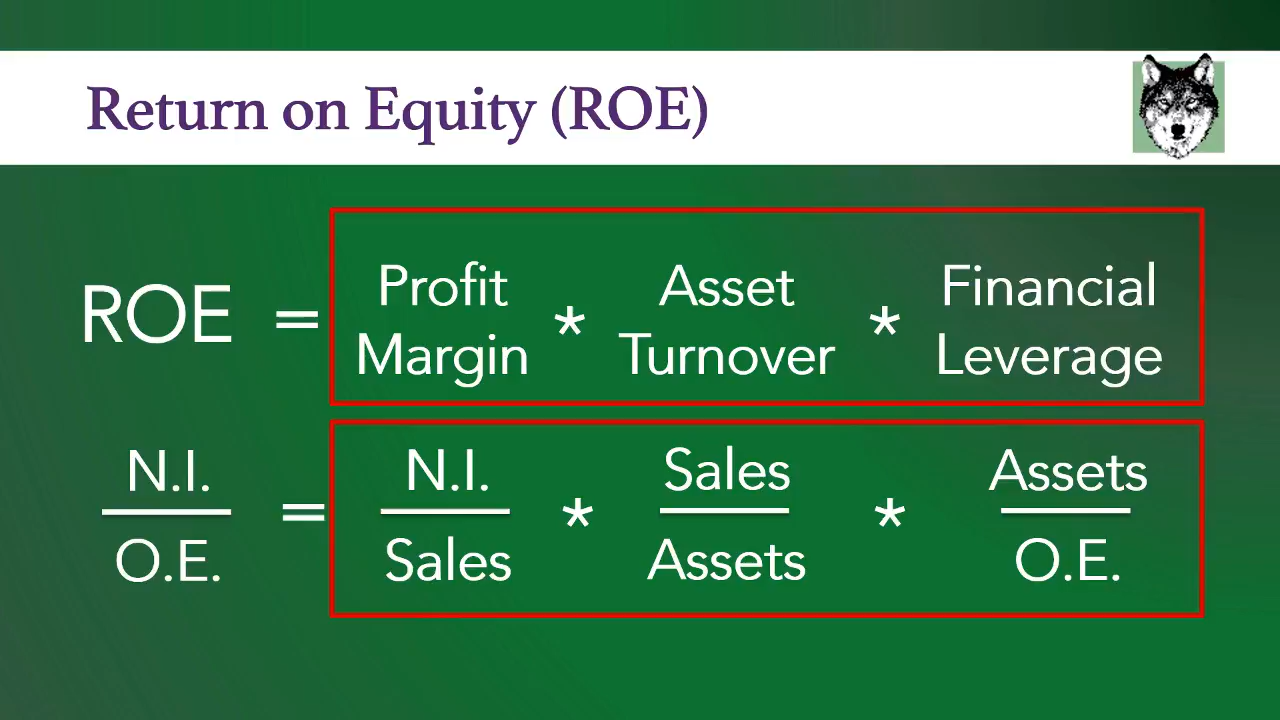 Return on Equity (ROE)
ROE = Profit Margin * Asset Turnover * Financial Leverage
N.I. / O.E. = N.I. / Sales * Sales / Assets * Assets / O.E.